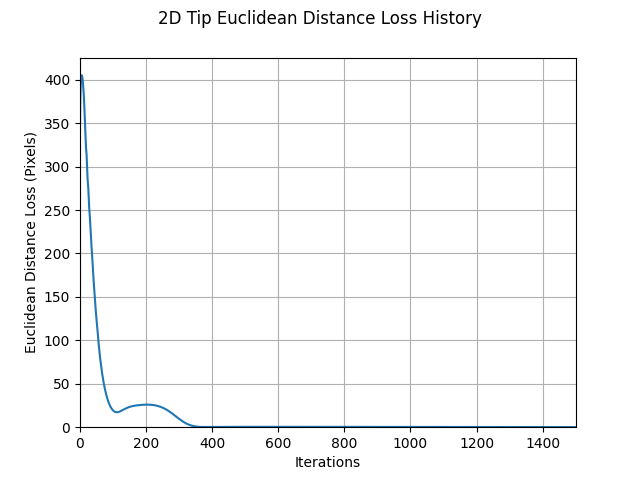 2D Tip Euclidean Distance Loss History
Euclidean Distance Loss (Pixels)
400
350
300
250
200
150
100
50
0
0 200 400 600 800 1000 1200 1400
Iterations